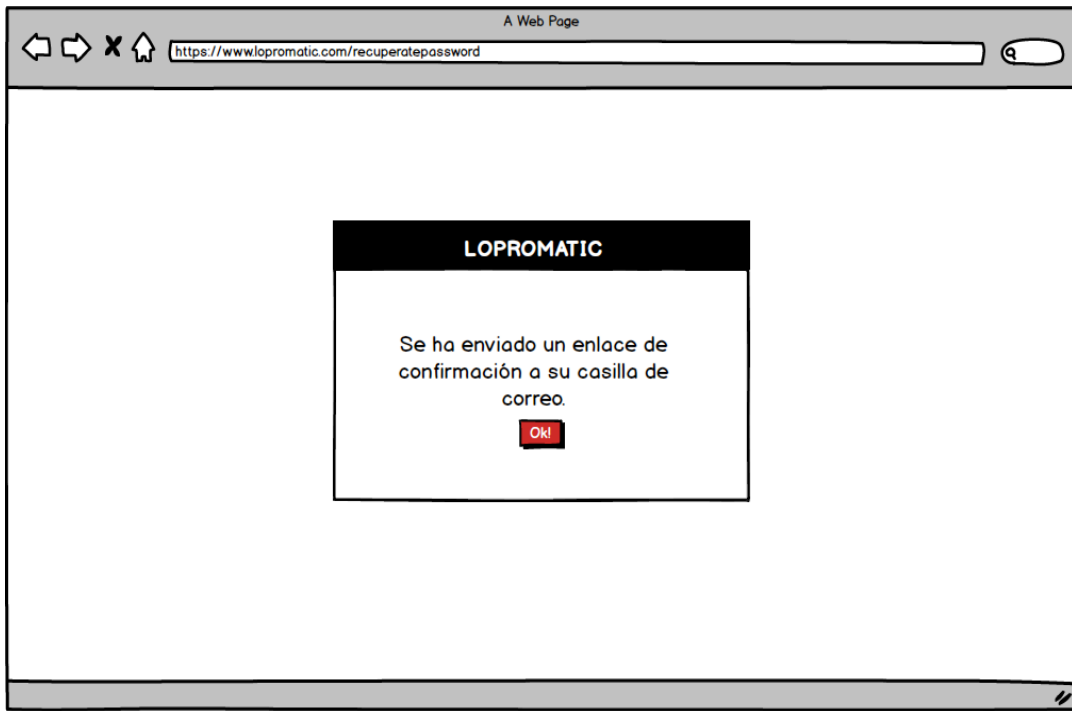 A Web Page
https://www.lopromatic.com/recuperatepassword
LOPROMATIC
Se ha enviado un enlace de
confirmación a su casilla de
correo.
Ok!